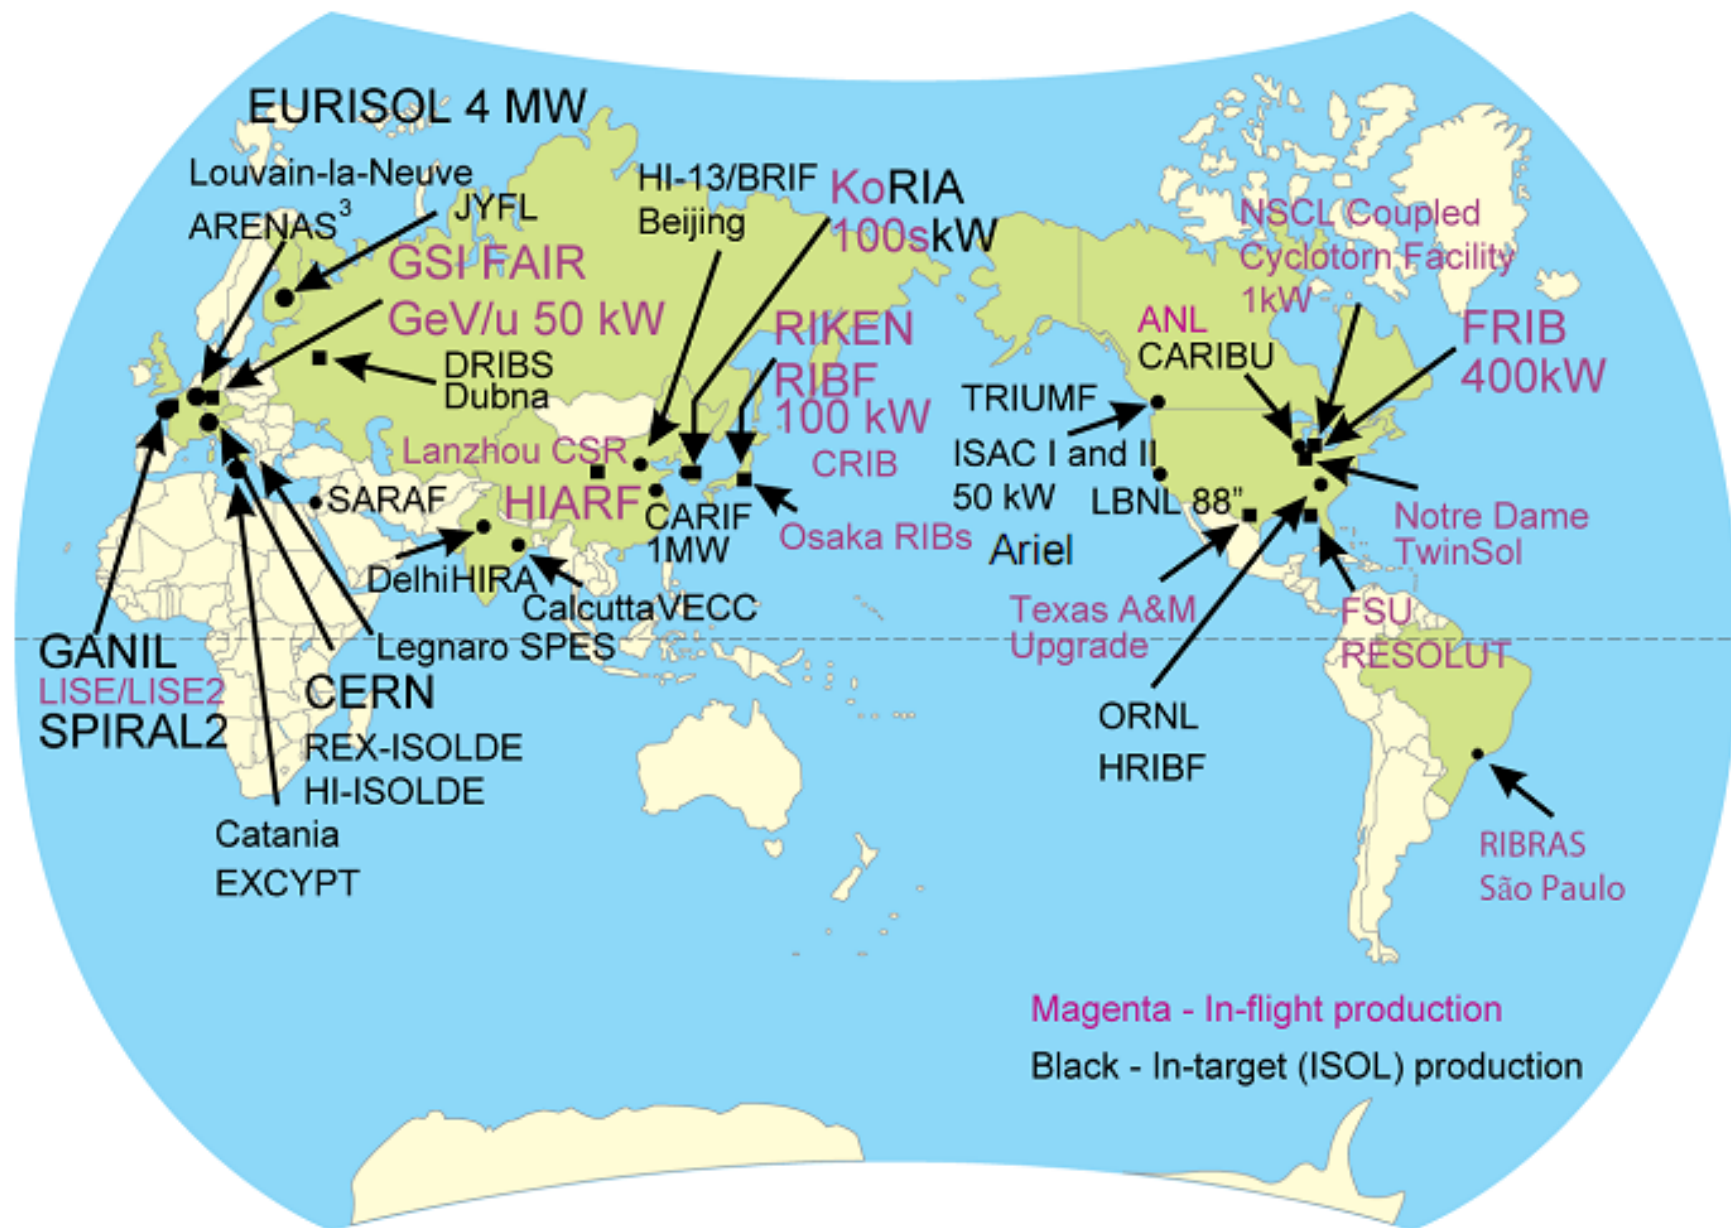 EURISOL 4 MW
Louvain-la-Neuve
ARENAS³
JYFL
HI-13/BRIF
Beijing
KoRIA
100skW
GSI FAIR
GeV/u 50 kW
DRIBS
Dubna
RIKEN
RIBF
100 kW
CRIB
Lanzhou CSR
HIARF
CARIF
1MW
Osaka RIBs
SARAF
DelhiHIRA
CalcuttaVECC
Legnaro SPES
GANIL
LISE/LISE2
SPIRAL2
CERN
REX-ISOLDE
HI-ISOLDE
Catania
EXCYPT
NSCL Coupled
Cyclotorn Facility
1kW
ANL
CARIBU
FRIB
400kW
TRIUMF
ISAC I and II
50 kW
Ariel
LBNL 88”
Notre Dame
TwinSol
Texas A&M
Upgrade
FSU
RESOLUT
ORNL
HRIBF
RIBRAS
São Paulo
Magenta - In-flight production
Black - In-target (ISOL) production